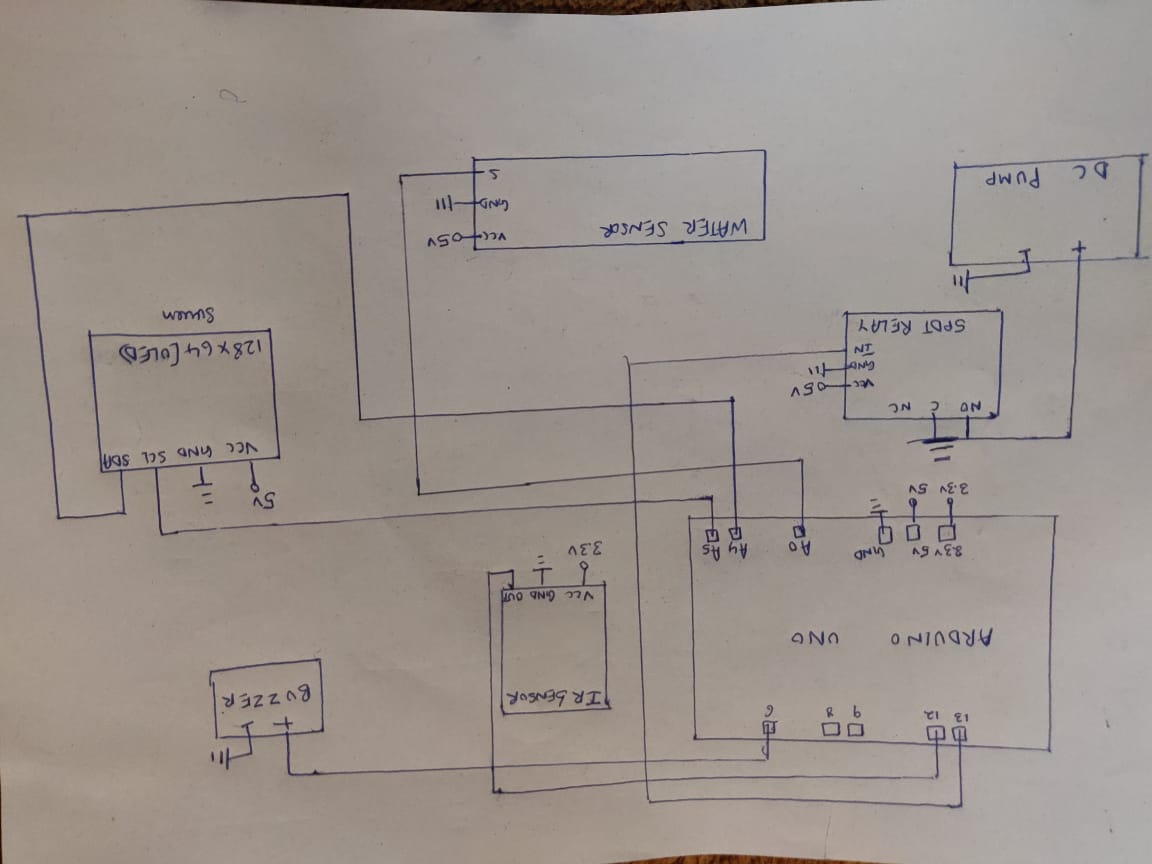 13 12 9 8 6
ARDUINO UNO
3.3V 5V GND A0 A4 A5
3.3V 5V
+ -
BUZZER
IR SENSOR
VCC GND OUT
3.3V
5V
VCC GND SCL SDA
128 X 64 [OLED]
Screen
NO C NC
VCC 5V
GND
IN
SPDT RELAY
+ -
DC PUMP
WATER SENSOR
VCC 5V
GND
S